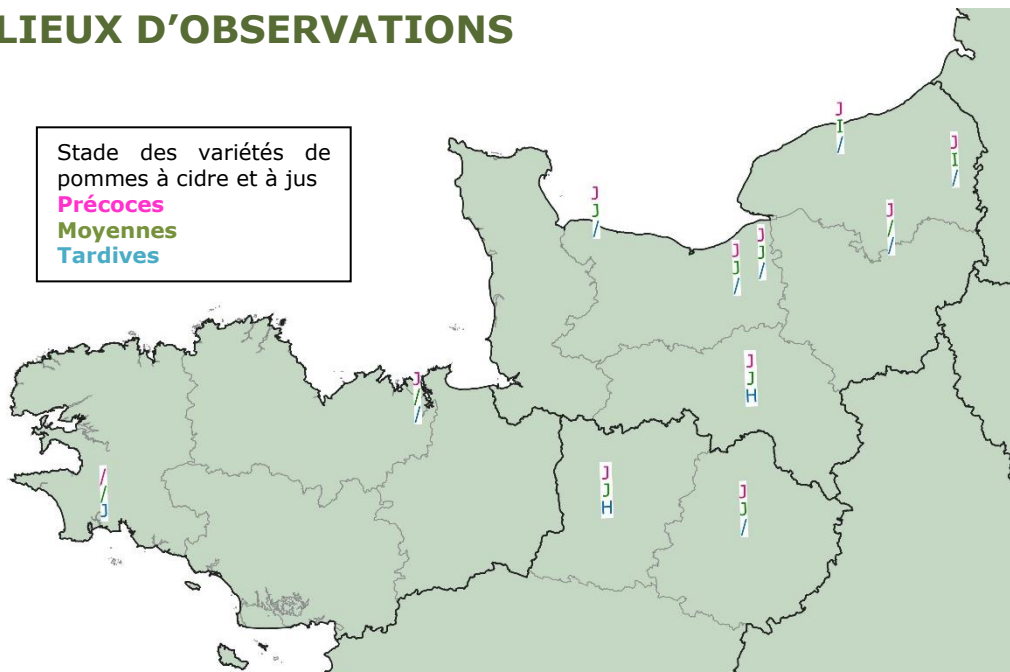 LIEUX D'OBSERVATIONS
Stade des variétés de
pommes à cidre et à jus
Précoces
Moyennes
Tardives
J
I
/
J
I
/
J
J
/
J
/
/
J
J
/
J
J
/
J
J
H
J
/
/
/
/
J
J
J
H
J
J
/